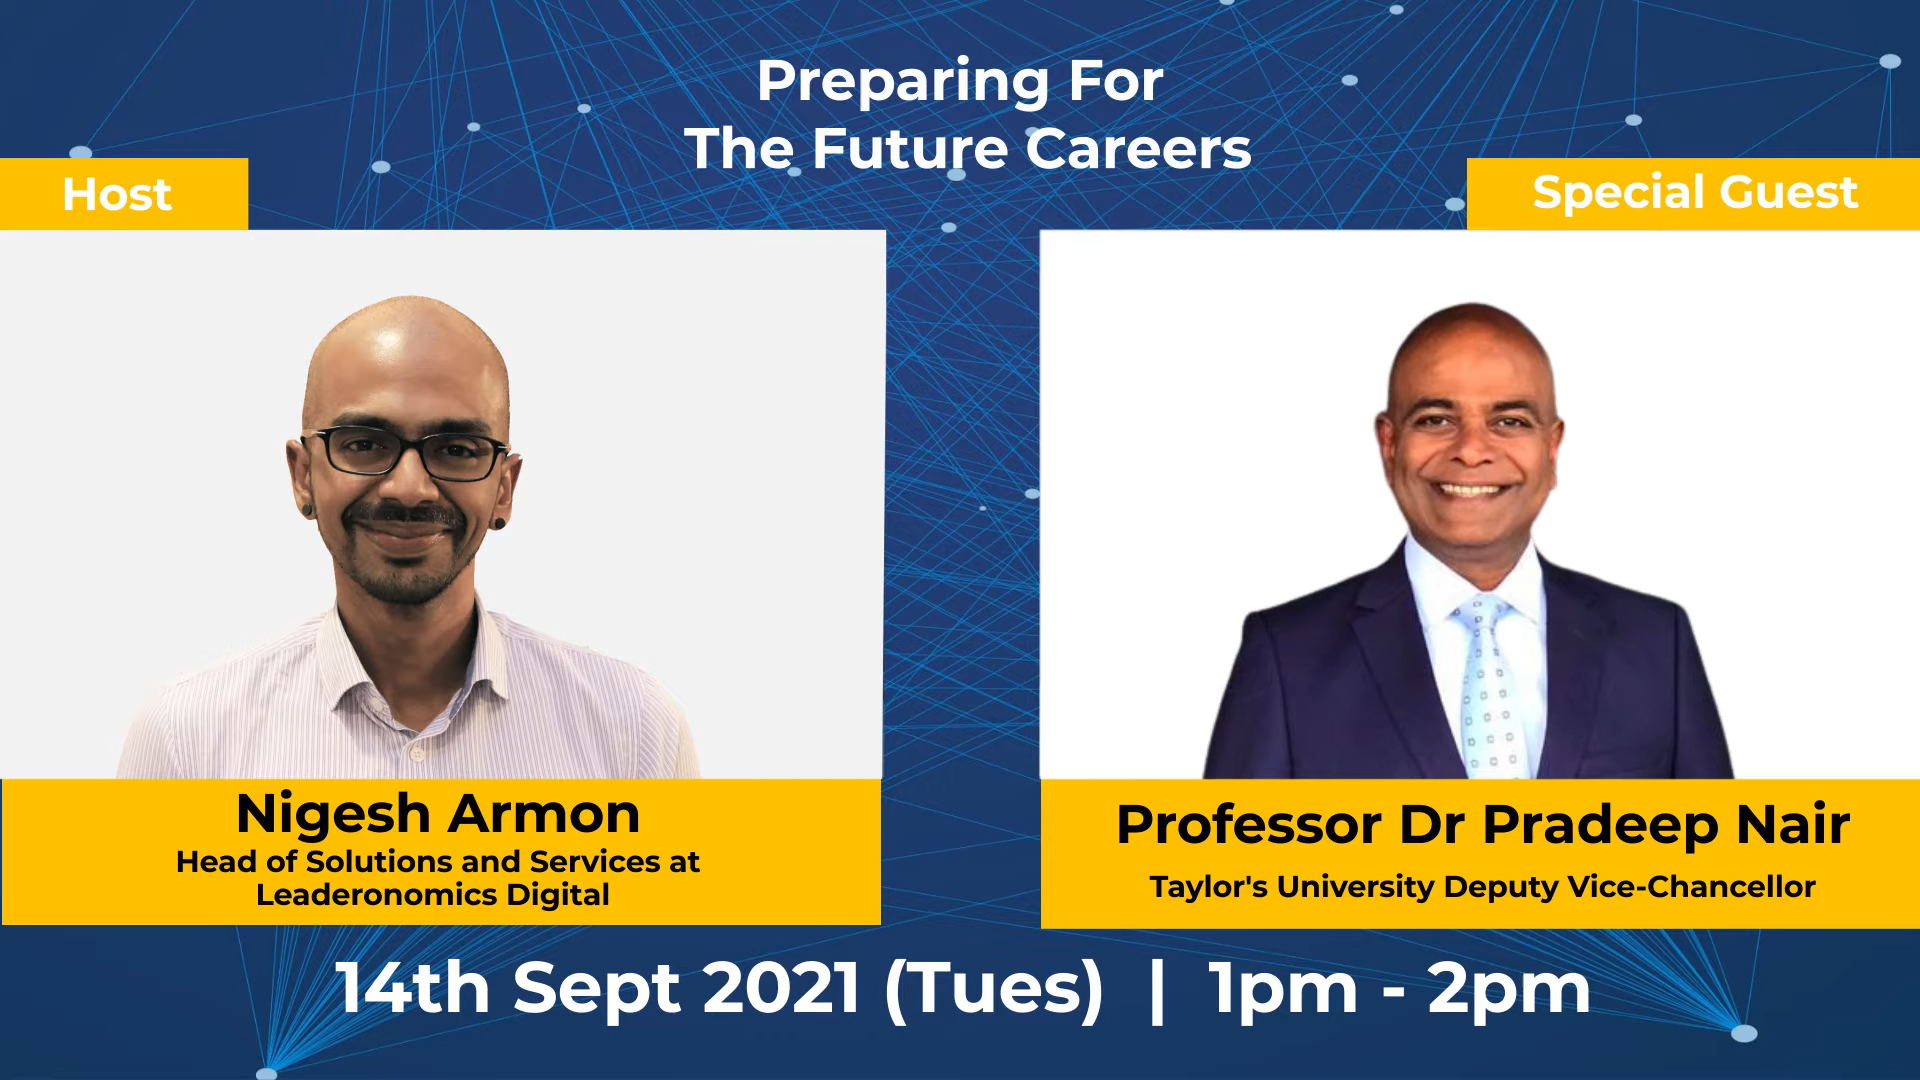 Preparing For
The Future Careers
Host
Special Guest
Nigesh Armon
Head of Solutions and Services at
Leaderonomics Digital
Professor Dr Pradeep Nair
Taylor's University Deputy Vice-Chancellor
14th Sept 2021 (Tues) | 1pm - 2pm